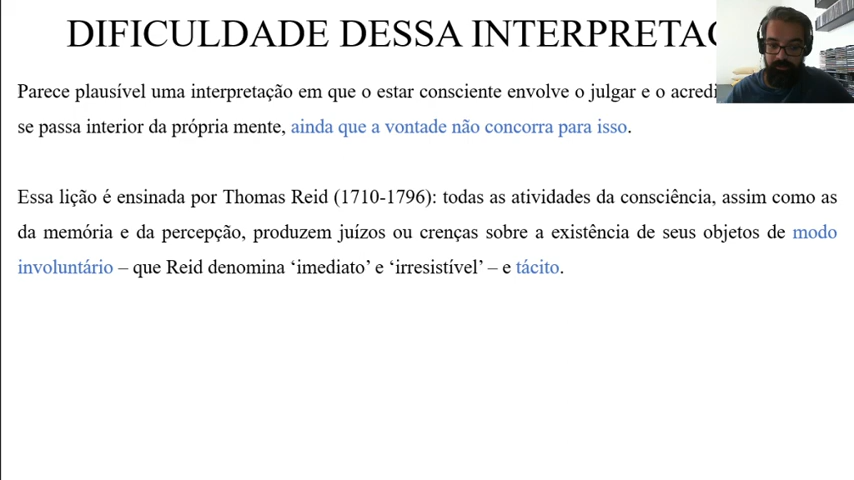 DIFICULDADE DESSA INTERPRETAÇ
Parece plausível uma interpretação em que o estar consciente envolve o julgar e o acredi
se passa interior da própria mente, ainda que a vontade não concorra para isso.
Essa lição é ensinada por Thomas Reid (1710-1796): todas as atividades da consciência, assim como as
da memória e da percepção, produzem juízos ou crenças sobre a existência de seus objetos de modo
involuntário – que Reid denomina ‘imediato’ e ‘irresistível’ – e tácito.